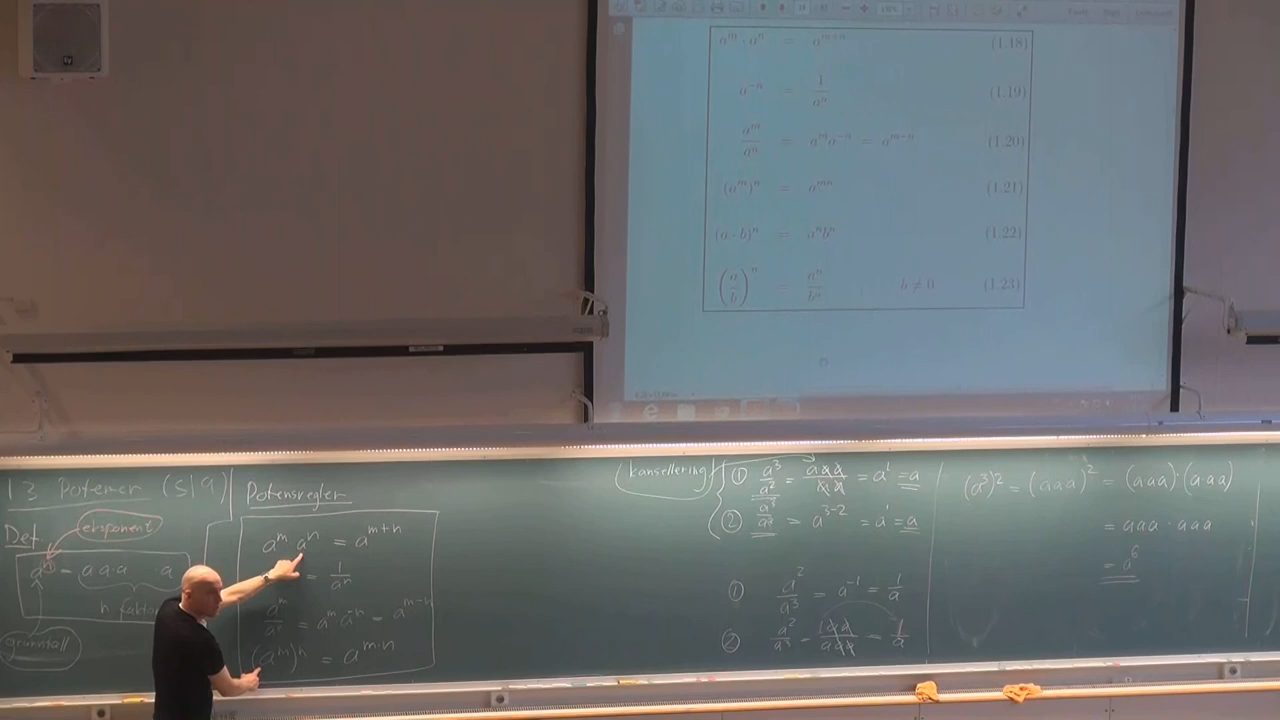 a^m · a^n = a^{m+n} (1.18)
a^{-n} = 1/a^n (1.19)
a^m/a^n = a^m a^{-n} = a^{m-n} (1.20)
(a^m)^n = a^{mn} (1.21)
(a · b)^n = a^n b^n (1.22)
(a/b)^n = a^n/b^n b ≠ 0 (1.23)
1.3 Potenser (S19)
Def.
eksponent
a^n = a a · a a
n
grunntall
Potensregler
a^m a^n = a^{m+n}
= 1/a^n
a^m/a^n = a^m a^{-n} = a^{m-n}
(a^m)^n = a^{m·n}
kansellering
① a^3/a^2 = aaa/aa = a^1 = a
② a^3/a^2 = a^{3-2} = a^1 = a
① a^2/a^3 = a^{-1} = 1/a
② a^2/a^3 = aa/aaa = 1/a
(a^3)^2 = (aaa)^2 = (aaa)·(aaa)
= aaa · aaa
= a^6